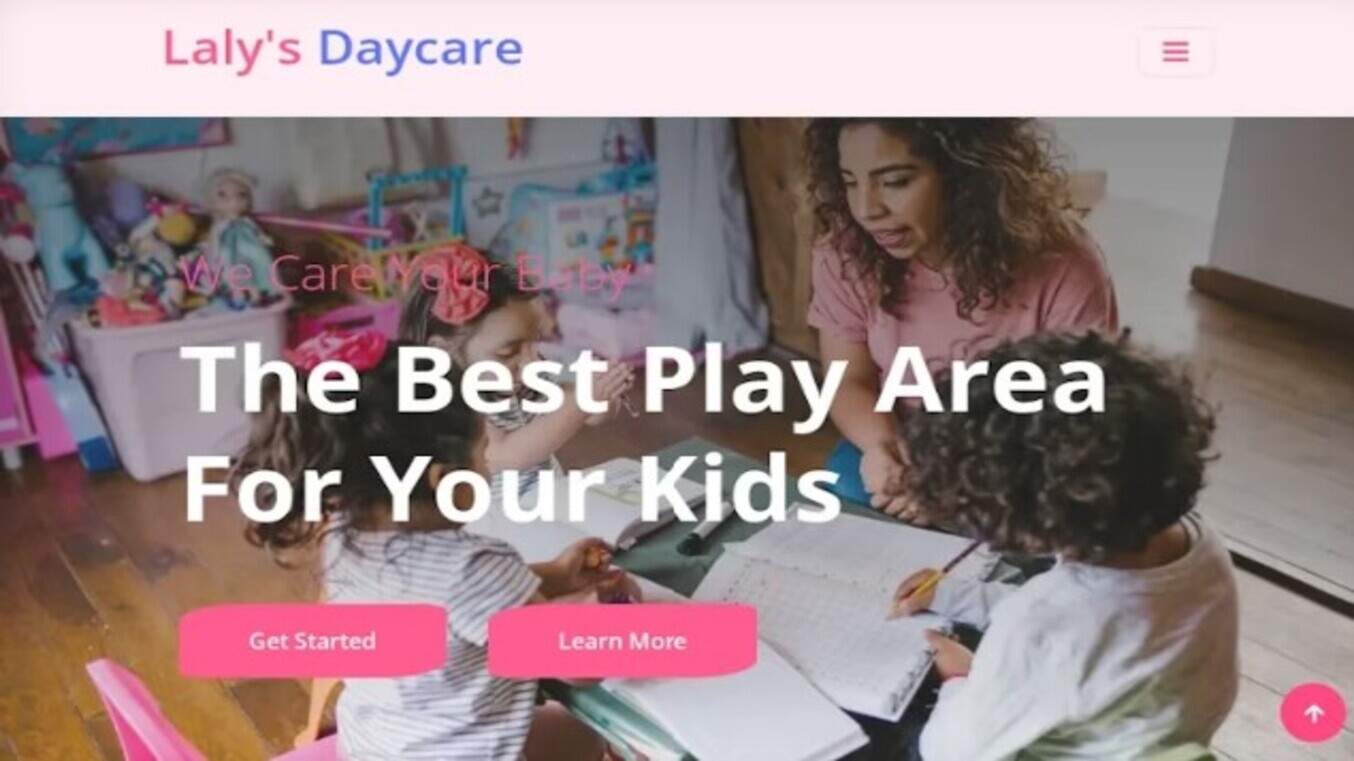 Laly's Daycare
We Care Your Baby
The Best Play Area
For Your Kids
Get Started
Learn More